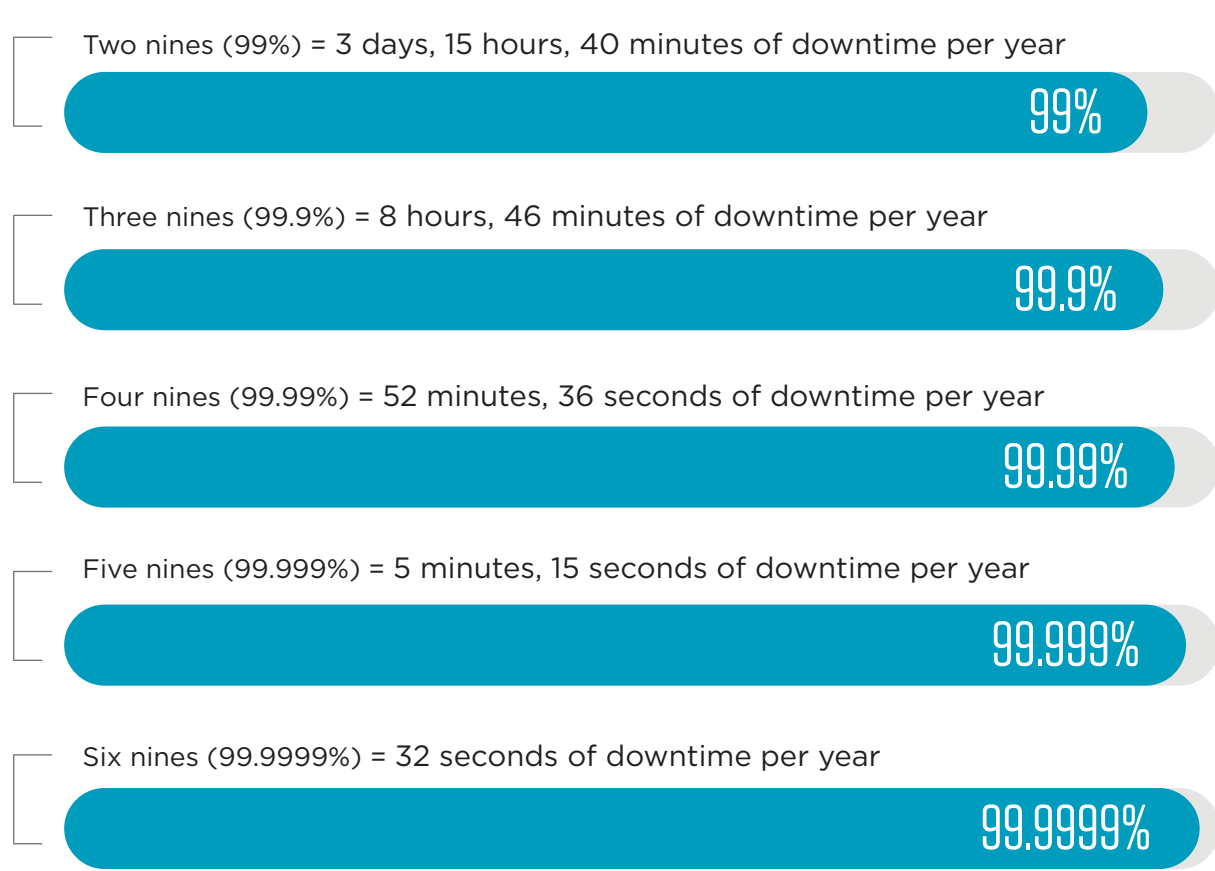 Two nines (99%) = 3 days, 15 hours, 40 minutes of downtime per year
99%
Three nines (99.9%) = 8 hours, 46 minutes of downtime per year
99.9%
Four nines (99.99%) = 52 minutes, 36 seconds of downtime per year
99.99%
Five nines (99.999%) = 5 minutes, 15 seconds of downtime per year
99.999%
Six nines (99.9999%) = 32 seconds of downtime per year
99.9999%